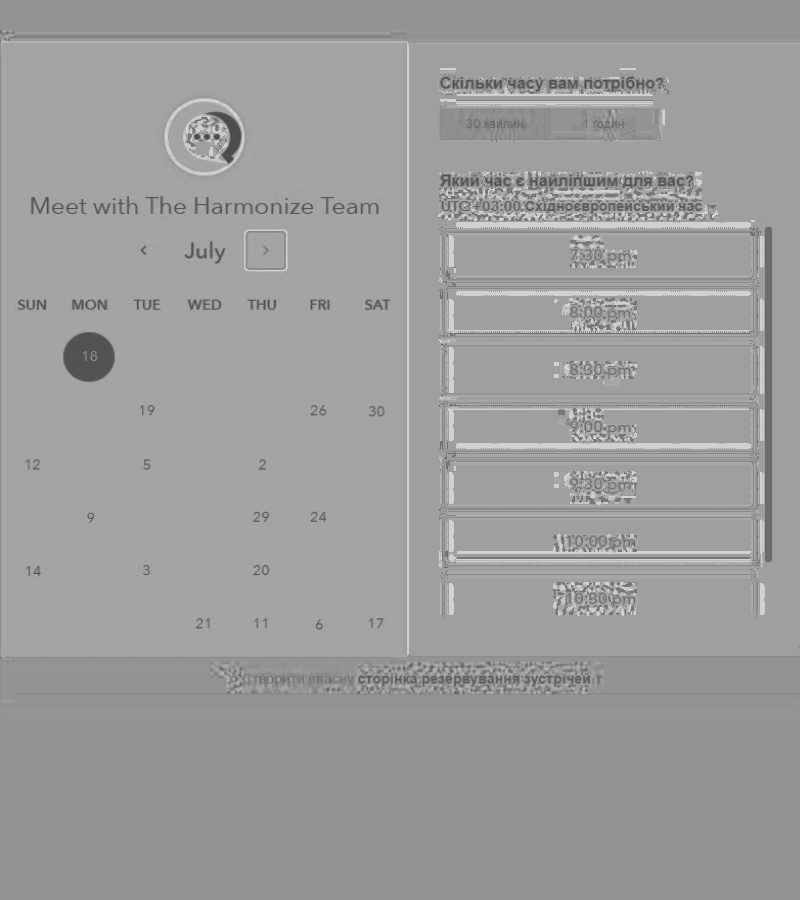 Meet with The Harmonize Team
July
SUN MON TUE WED THU FRI SAT
18
19 26 30
12 5 2
9 29 24
14 3 20
21 11 6 17
Скільки часу вам потрібно?
30 хвилин 1 годин
Який час є найліпшим для вас?
UTC +03:00 Східноєвропейський час
7:30 pm
8:00 pm
8:30 pm
9:00 pm
9:30 pm
10:00 pm
10:30 pm
Створити власну сторінка резервування зустрічей